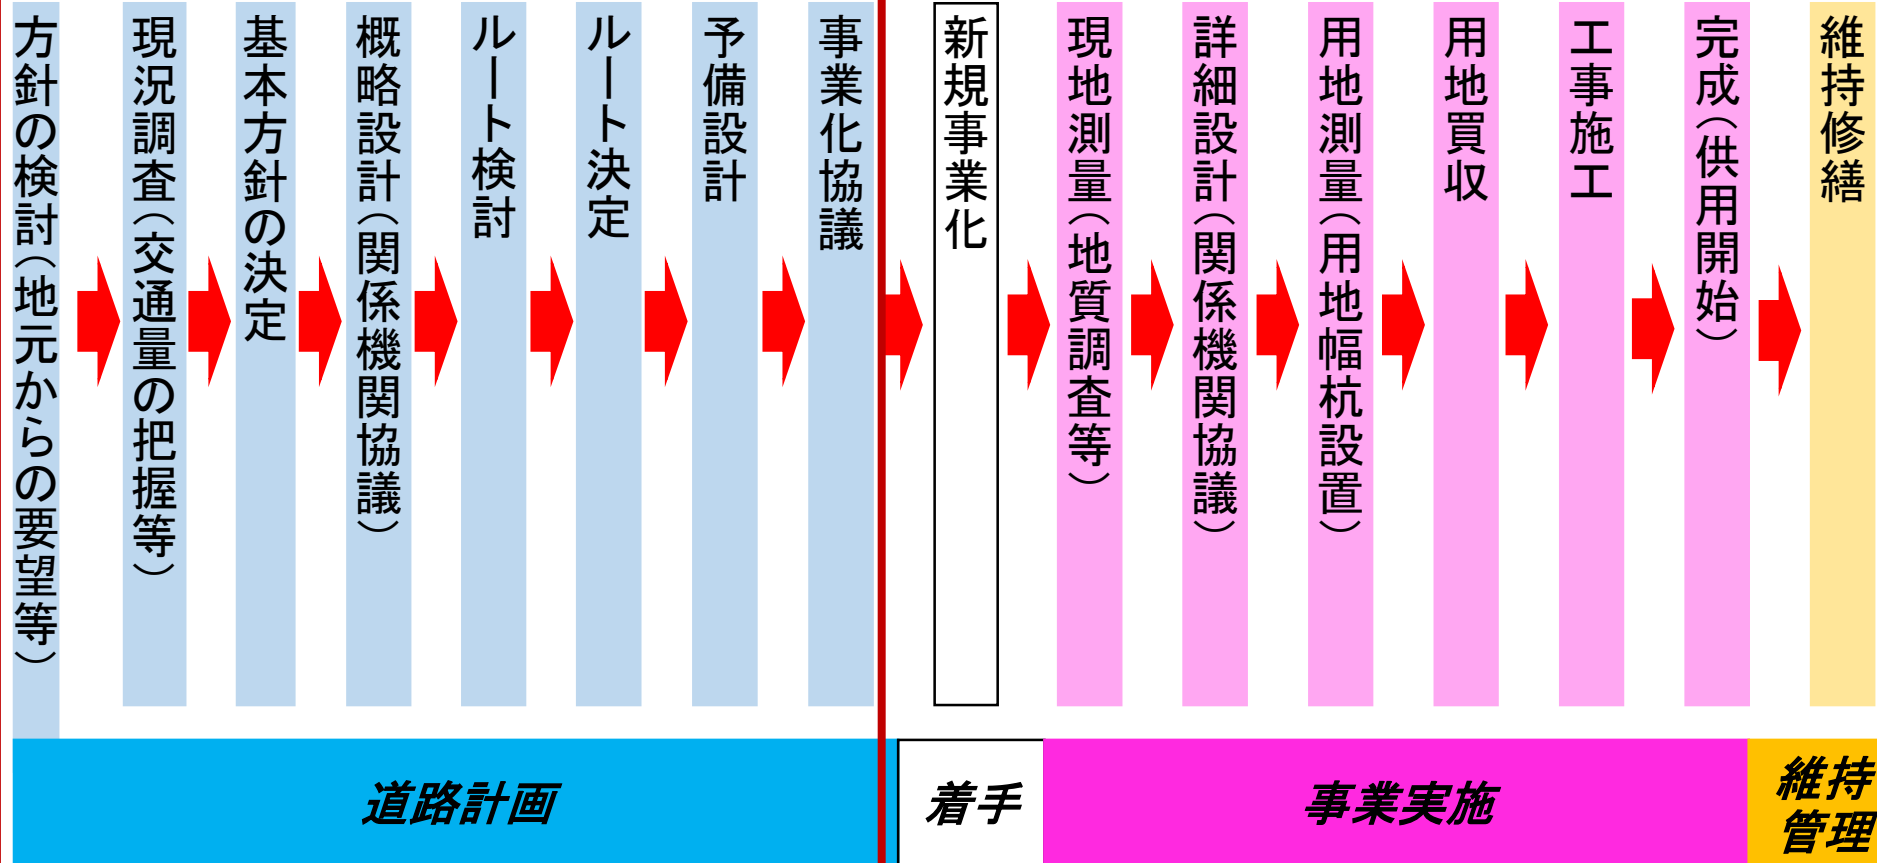 方針の検討（地元からの要望等）
現況調査（交通量の把握等）
基本方針の決定
概略設計（関係機関協議）
ルート検討
ルート決定
予備設計
事業化協議
新規事業化
現地測量（地質調査等）
詳細設計（関係機関協議）
用地測量（用地幅杭設置）
用地買収
工事施工
完成（供用開始）
維持修繕
道路計画
着手
事業実施
維持
管理